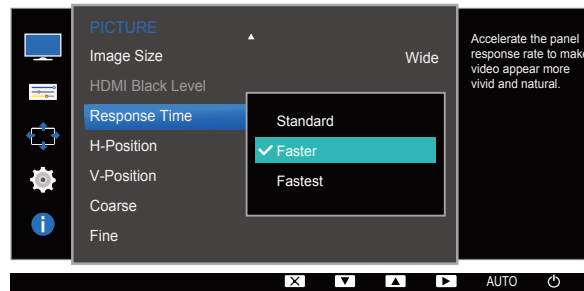 PICTURE
Image Size
Wide
HDMI Black Level
Response Time
H-Position
V-Position
Coarse
Fine
Standard
Faster
Fastest
Accelerate the panel
response rate to make
video appear more
vivid and natural.
AUTO